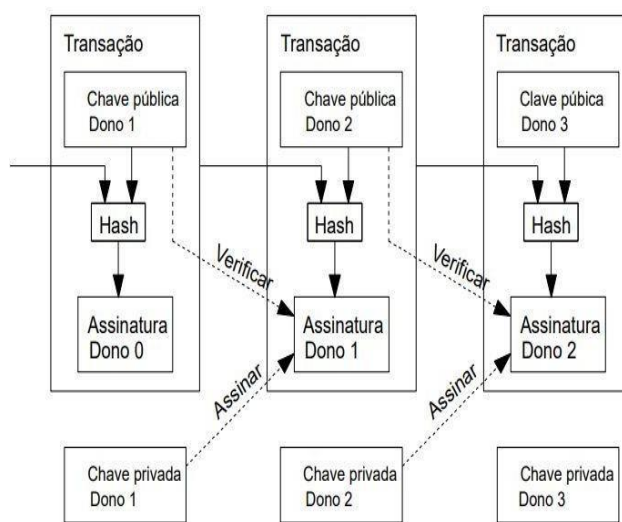 Transação
Transação
Transação
Chave pública
Dono 1
Chave pública
Dono 2
Clave púbica
Dono 3
Hash
Hash
Hash
Verificar
Verificar
Assinatura
Dono 0
Assinatura
Dono 1
Assinatura
Dono 2
Assinar
Assinar
Chave privada
Dono 1
Chave privada
Dono 2
Chave privada
Dono 3